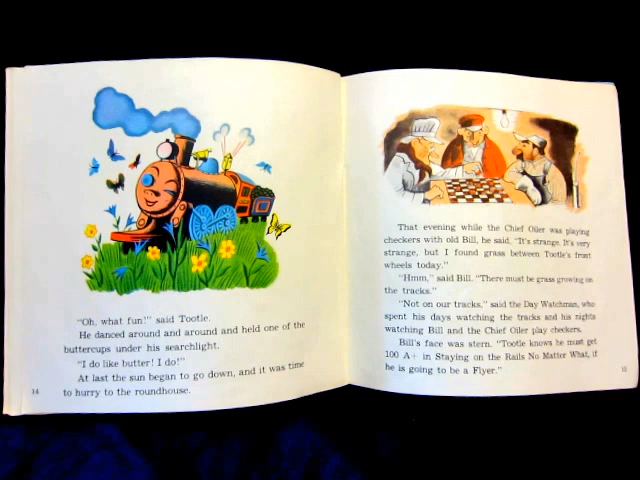 "Oh, what fun!" said Tootle.
He danced around and around and held one of the
buttercups under his searchlight.
"I do like butter! I do!"
At last the sun began to go down, and it was time
to hurry to the roundhouse.
14
That evening while the Chief Oiler was playing
checkers with old Bill, he said, "It's strange. It's very
strange, but I found grass between Tootle's front
wheels today."
"Hmm," said Bill. "There must be grass growing on
the tracks."
"Not on our tracks," said the Day Watchman, who
spent his days watching the tracks and his nights
watching Bill and the Chief Oiler play checkers.
Bill's face was stern. "Tootle knows he must get
100 A+ in Staying on the Rails No Matter What, if
he is going to be a Flyer."
15